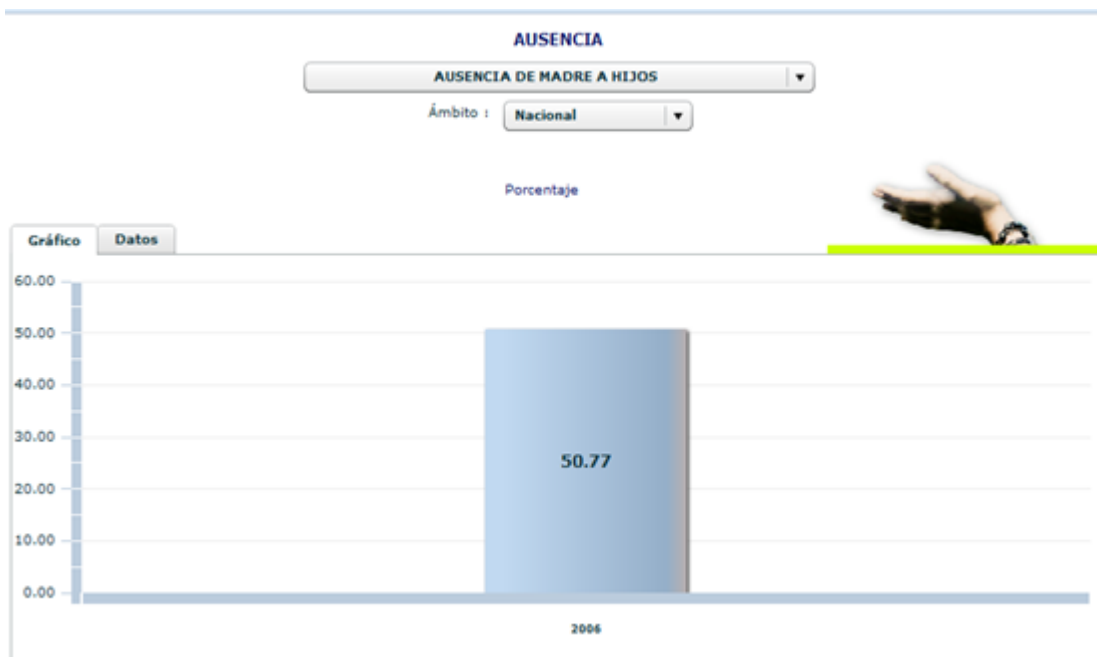 AUSENCIA
AUSENCIA DE MADRE A HIJOS
Ámbito : Nacional
Porcentaje
Gráfico Datos
60.00
50.00
40.00
30.00
20.00
10.00
0.00
50.77
2006